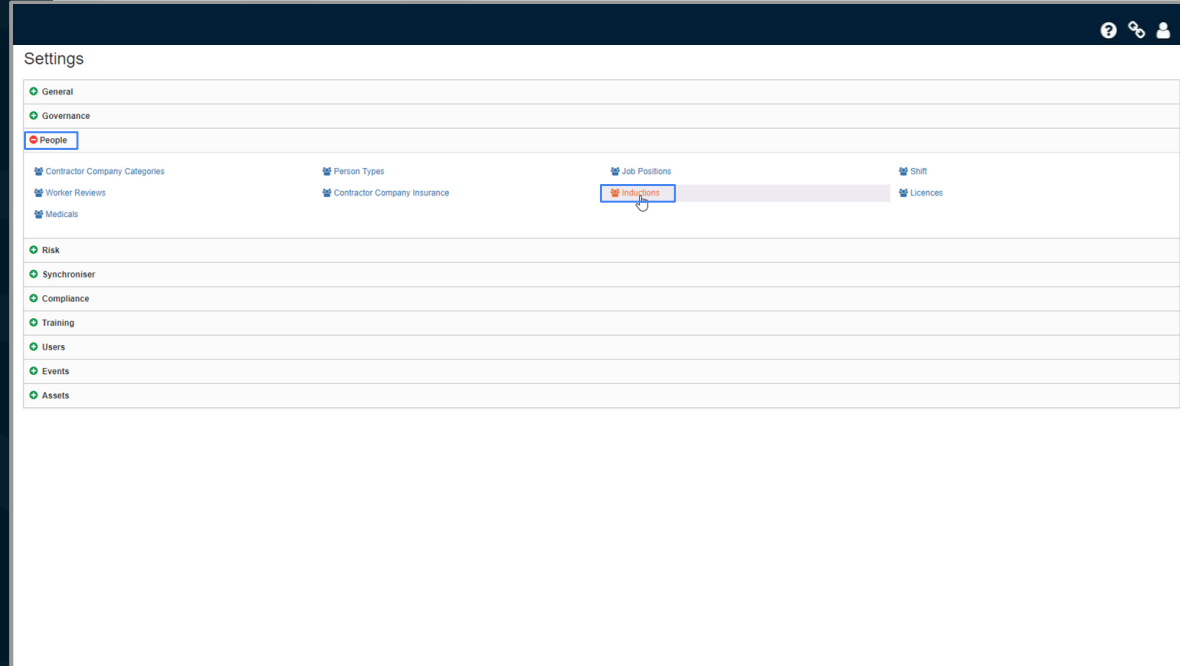 Settings
General
Governance
People
Contractor Company Categories
Person Types
Job Positions
Shift
Worker Reviews
Contractor Company Insurance
Inductions
Licences
Medicals
Risk
Synchroniser
Compliance
Training
Users
Events
Assets